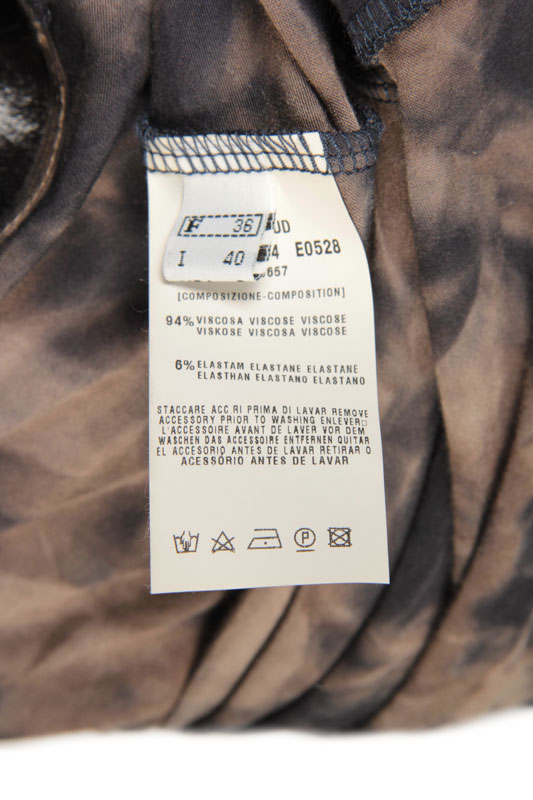 F 36
I 40
UD
4 E0528
657
[COMPOSIZIONE-COMPOSITION]
94% VISCOSA VISCOSE VISCOSE
VISKOSE VISCOSA VISCOSE
6% ELASTAM ELASTANE ELASTANE
ELASTHAN ELASTANO ELASTANO
STACCARE ACC.RI PRIMA DI LAVAR REMOVE
ACCESSORY PRIOR TO WASHING ENLEVER□
L'ACCESSOIRE AVANT DE LAVER VOR DEM
WASCHEN DAS ACCESSOIRE ENTFERNEN QUITAR
EL ACCESORIO ANTES DE LAVAR RETIRAR O
ACESSÓRIO ANTES DE LAVAR
P